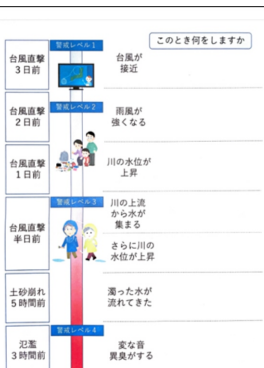 このとき何をしますか
警戒レベル1
台風直撃
3日前
台風が
接近
警戒レベル2
台風直撃
2日前
雨風が
強くなる
台風直撃
1日前
川の水位が
上昇
警戒レベル3
台風直撃
半日前
川の上流
から水が
集まる
さらに川の
水位が上昇
土砂崩れ
5時間前
濁った水が
流れてきた
警戒レベル4
氾濫
3時間前
変な音
異臭がする